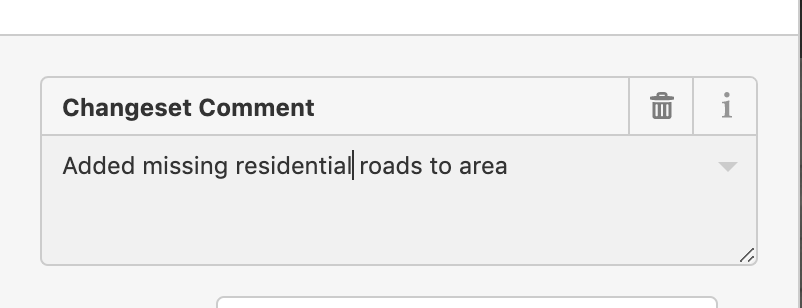 Changeset Comment
Added missing residential roads to area